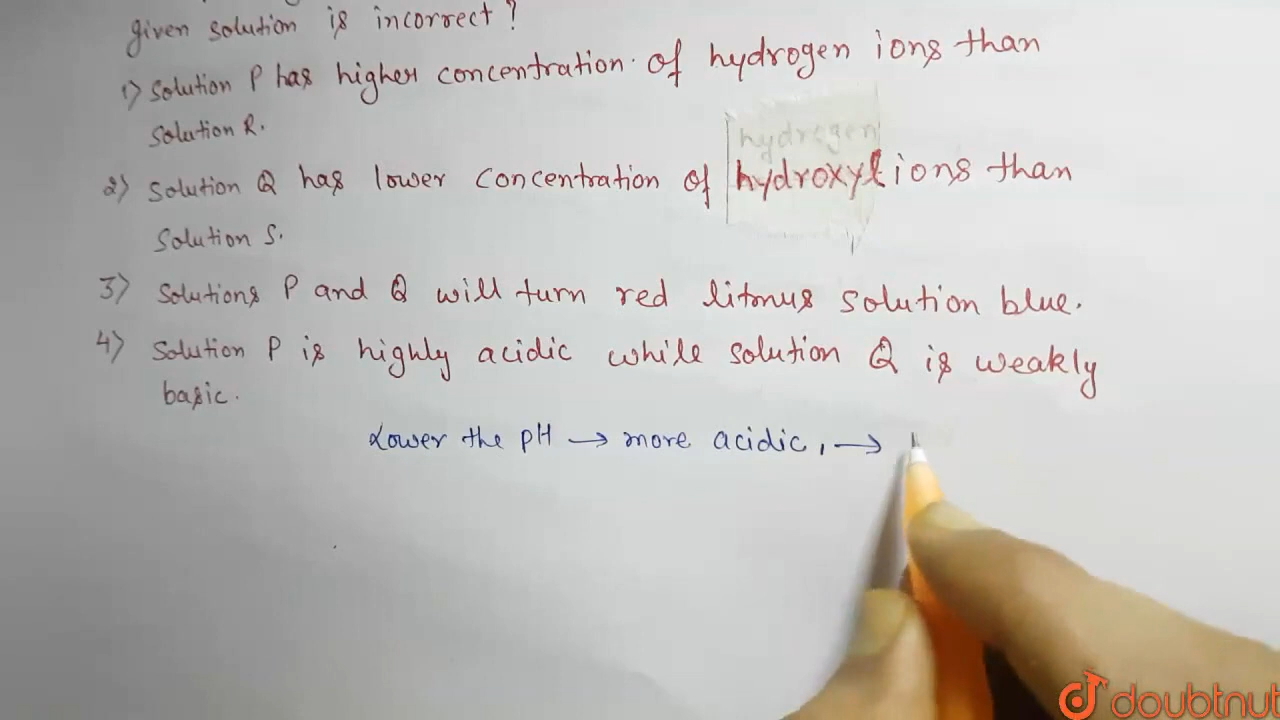 given solution is incorrect?
1) Solution P has higher concentration of hydrogen ions than
Solution R.
hydrogen
2) Solution Q has lower concentration of hydroxyl ions than
Solution S.
3) Solutions P and Q will turn red litmus solution blue.
4) Solution P is highly acidic while solution Q is weakly
basic.
Lower the pH → more acidic, →
doubtnut